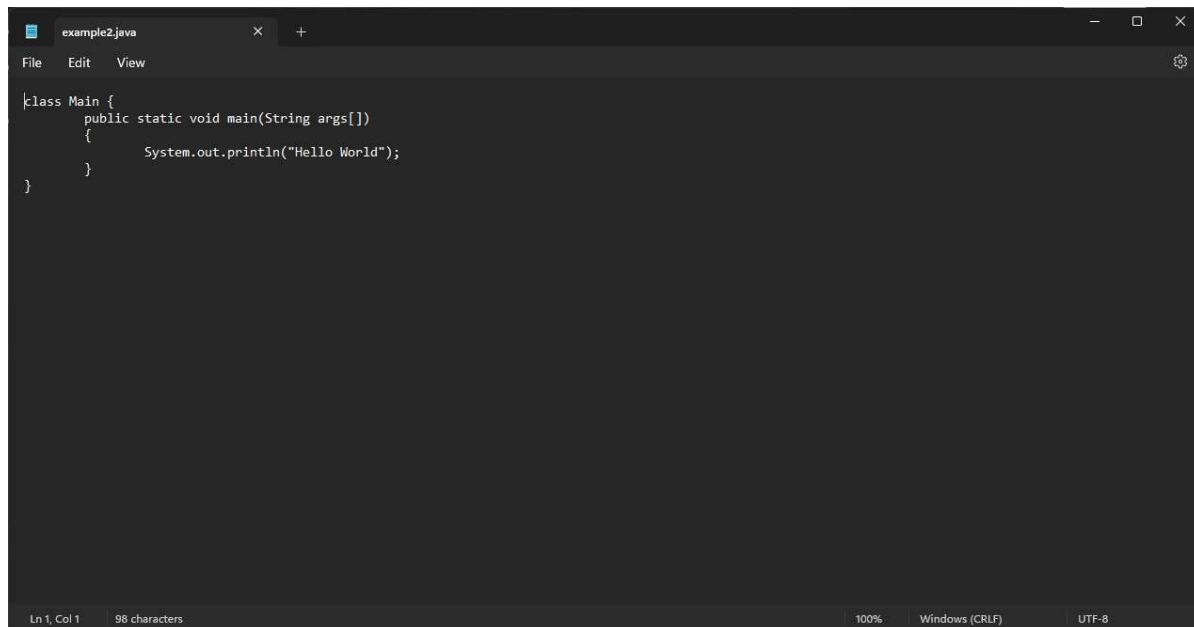 example2.java
File Edit View
class Main {
        public static void main(String args[])
        {
                System.out.println("Hello World");
        }
}
Ln 1, Col 1 98 characters 100% Windows (CRLF) UTF-8